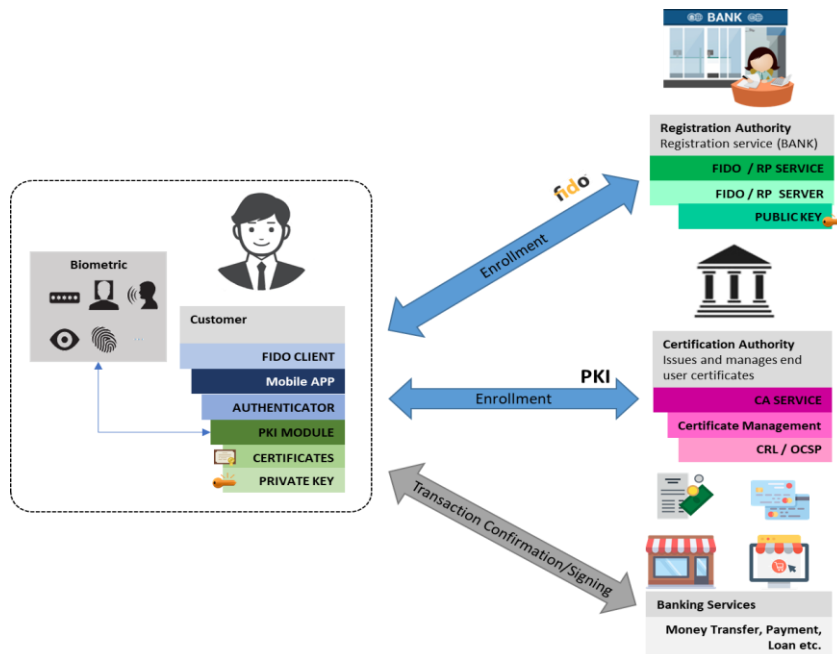 BANK
Registration Authority
Registration service (BANK)
FIDO / RP SERVICE
FIDO / RP SERVER
PUBLIC KEY
fido
Enrollment
Biometric
Customer
FIDO CLIENT
Mobile APP
AUTHENTICATOR
PKI MODULE
CERTIFICATES
PRIVATE KEY
PKI
Enrollment
Certification Authority
Issues and manages end
user certificates
CA SERVICE
Certificate Management
CRL / OCSP
Transaction Confirmation/Signing
Banking Services
Money Transfer, Payment,
Loan etc.